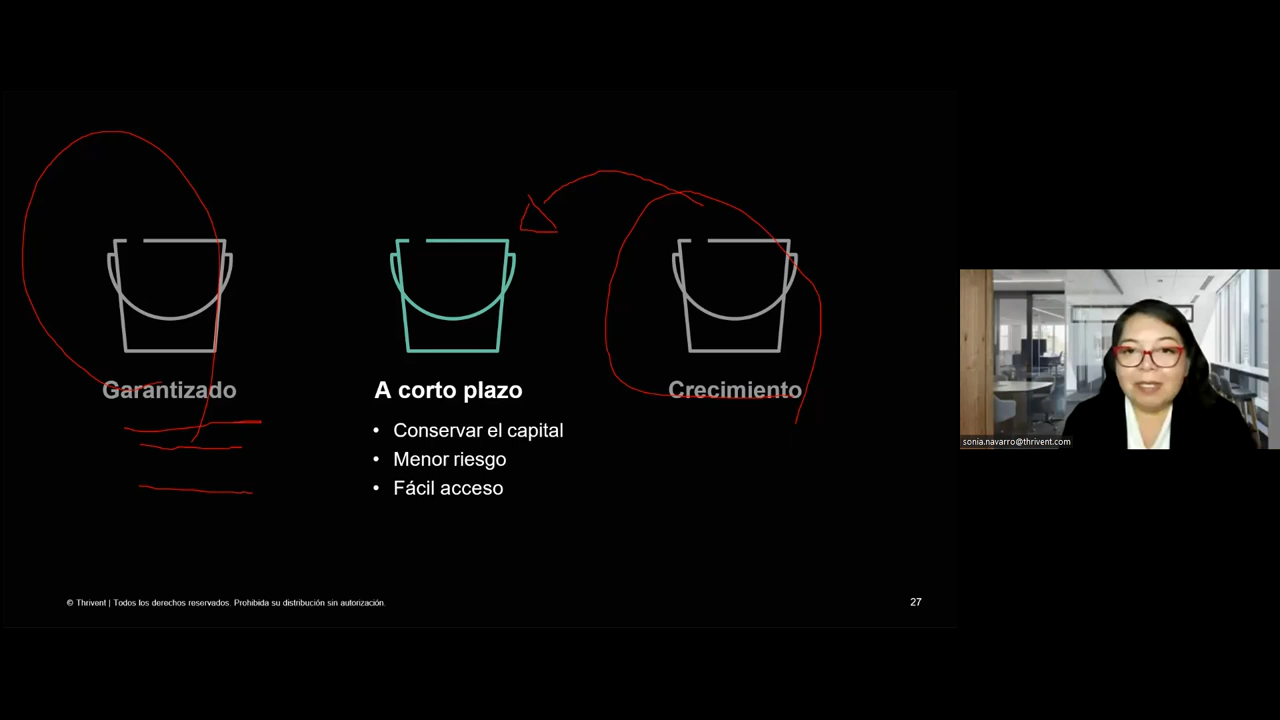 Garantizado
A corto plazo
Crecimiento
• Conservar el capital
• Menor riesgo
• Fácil acceso
sonia.navarro@thrivent.com
© Thrivent | Todos los derechos reservados. Prohibida su distribución sin autorización.
27